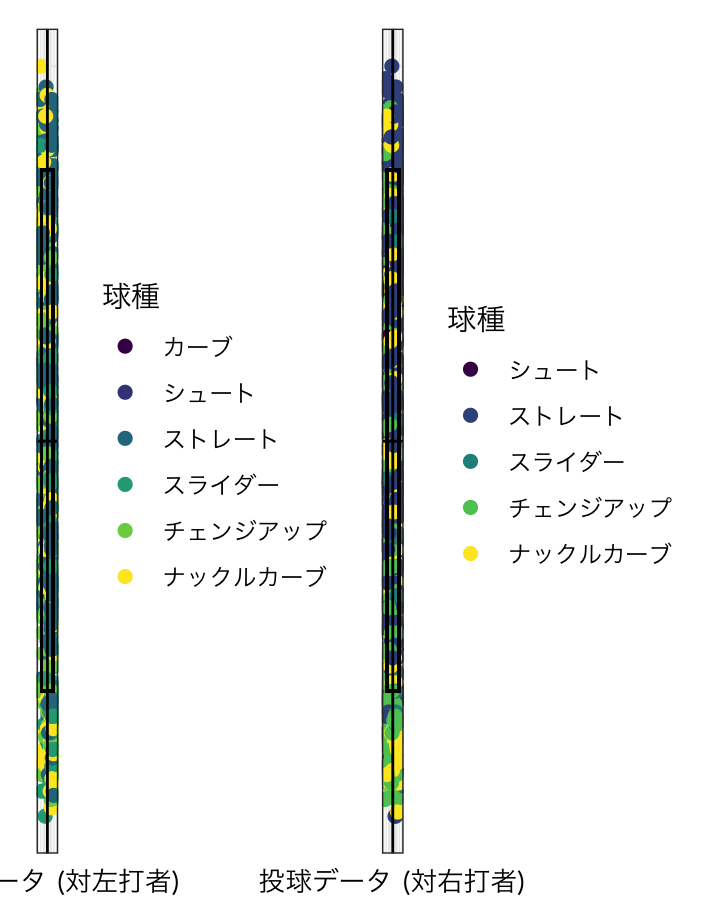 球種
カーブ
シュート
ストレート
スライダー
チェンジアップ
ナックルカーブ
ータ (対左打者)
球種
シュート
ストレート
スライダー
チェンジアップ
ナックルカーブ
投球データ (対右打者)